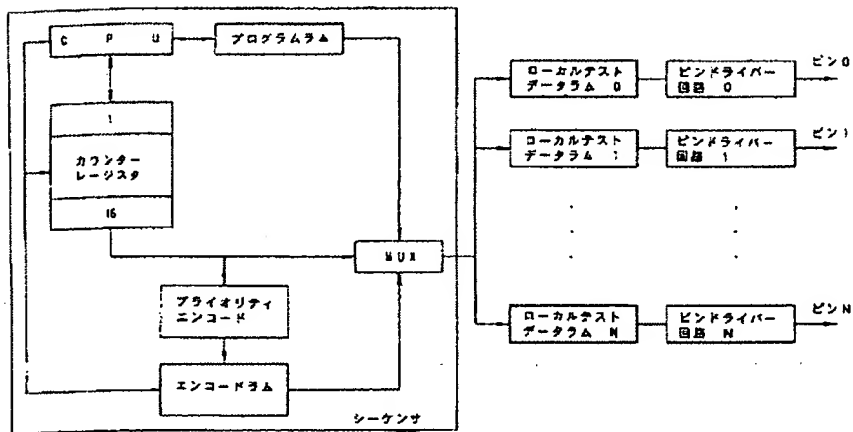 C P U
プログラムラム
1
カウンター
レージスタ
16
プライオリティ
エンコード
エンコードラム
MUX
シーケンサ
ローカルテスト
データラム 0
ピンドライバー
回路 0
ピン0
ローカルテスト
データラム 1
ピンドライバー
回路 1
ピン1
ローカルテスト
データラム N
ピンドライバー
回路 N
ピンN